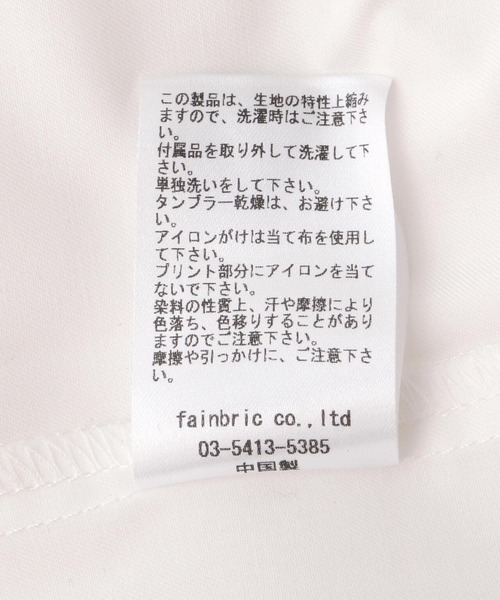 この製品は、生地の特性上縮み
ますので、洗濯時はご注意下さ
い。
付属品を取り外して洗濯して下
さい。
単独洗いをして下さい。
タンブラー乾燥は、お避け下さ
い。
アイロンがけは当て布を使用し
て下さい。
プリント部分にアイロンを当て
ないで下さい。
染料の性質上、汗や摩擦により
色落ち、色移りすることがあり
ますのでご注意下さい。
摩擦や引っかけに、ご注意下さ
い。
fainbric co.,ltd
03-5413-5385
中国製